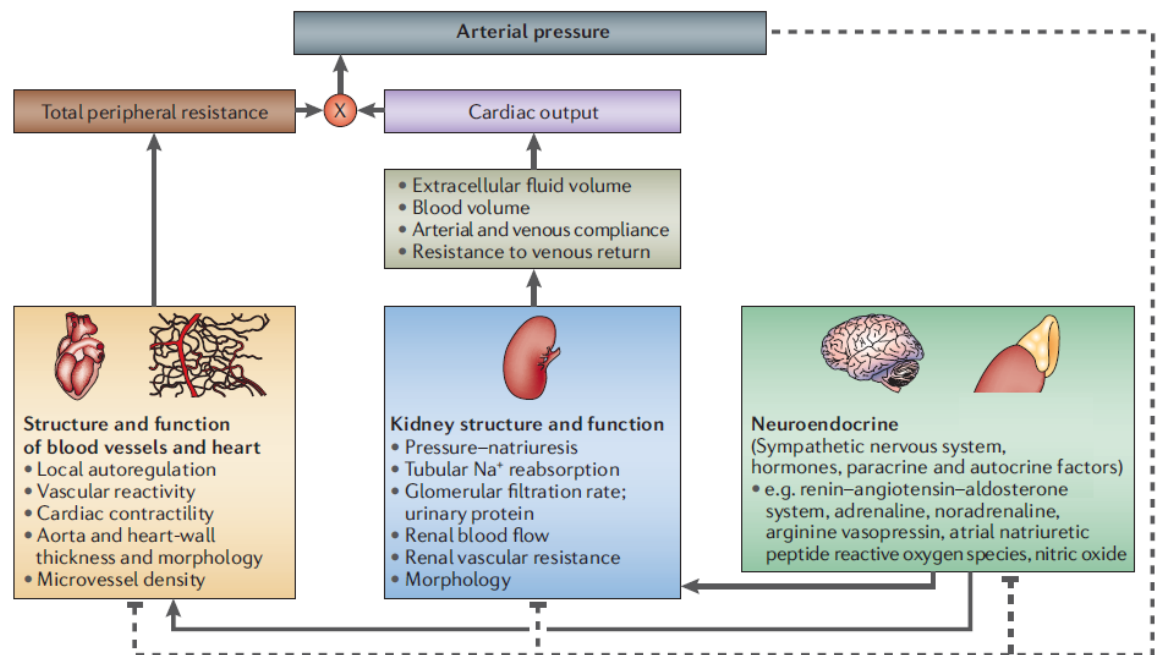 Arterial pressure
Total peripheral resistance
X
Cardiac output
• Extracellular fluid volume
• Blood volume
• Arterial and venous compliance
• Resistance to venous return
Structure and function
of blood vessels and heart
• Local autoregulation
• Vascular reactivity
• Cardiac contractility
• Aorta and heart-wall
thickness and morphology
• Microvessel density
Kidney structure and function
• Pressure–natriuresis
• Tubular Na⁺ reabsorption
• Glomerular filtration rate;
urinary protein
• Renal blood flow
• Renal vascular resistance
• Morphology
Neuroendocrine
(Sympathetic nervous system,
hormones, paracrine and autocrine factors)
• e.g. renin–angiotensin–aldosterone
system, adrenaline, noradrenaline,
arginine vasopressin, atrial natriuretic
peptide reactive oxygen species, nitric oxide